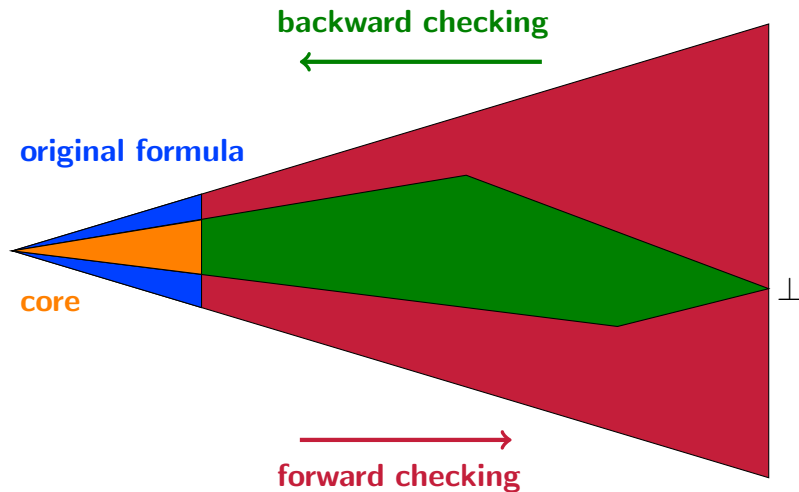 backward checking
original formula
core
⊥
forward checking